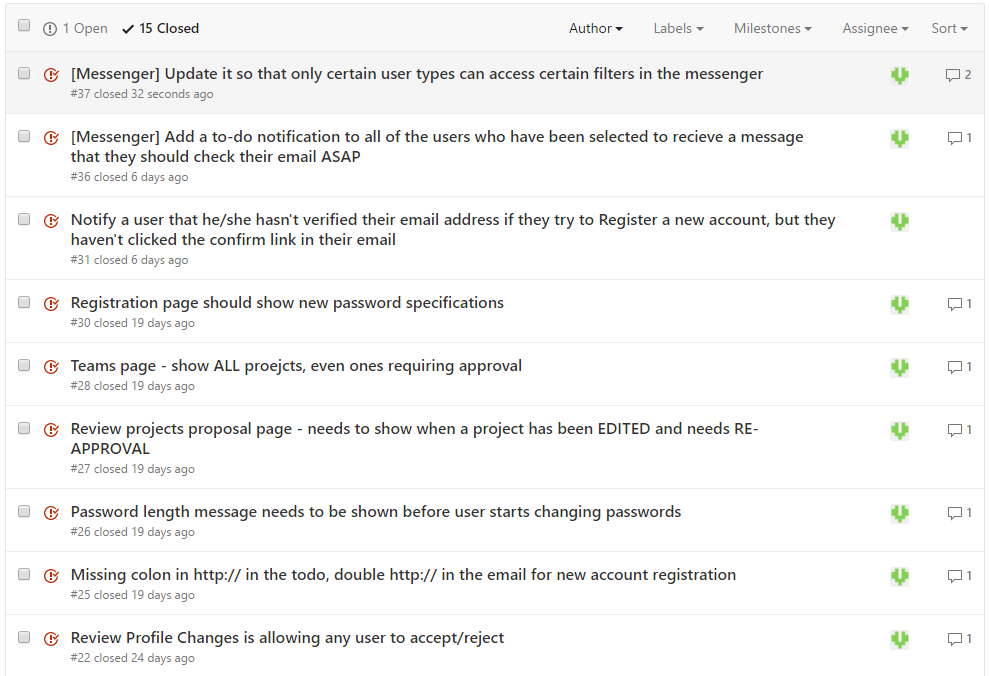 1 Open 15 Closed Author Labels Milestones Assignee Sort
[Messenger] Update it so that only certain user types can access certain filters in the messenger 2
#37 closed 32 seconds ago
[Messenger] Add a to-do notification to all of the users who have been selected to recieve a message 1
that they should check their email ASAP
#36 closed 6 days ago
Notify a user that he/she hasn't verified their email address if they try to Register a new account, but they
haven't clicked the confirm link in their email
#31 closed 6 days ago
Registration page should show new password specifications 1
#30 closed 19 days ago
Teams page - show ALL proejcts, even ones requiring approval 1
#28 closed 19 days ago
Review projects proposal page - needs to show when a project has been EDITED and needs RE- 1
APPROVAL
#27 closed 19 days ago
Password length message needs to be shown before user starts changing passwords 1
#26 closed 19 days ago
Missing colon in http:// in the todo, double http:// in the email for new account registration 1
#25 closed 19 days ago
Review Profile Changes is allowing any user to accept/reject 1
#22 closed 24 days ago